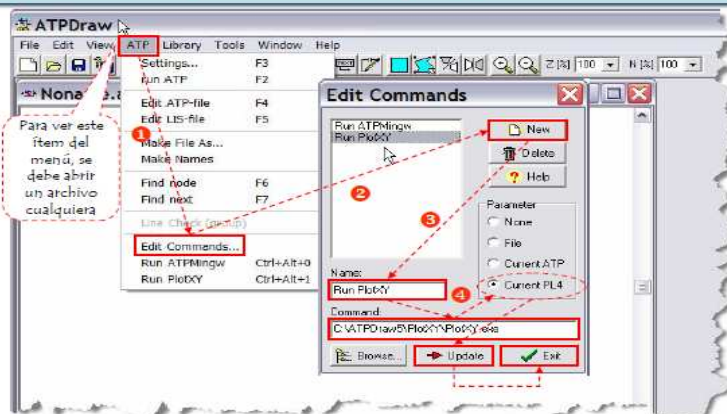 ATPDraw
File Edit View ATP Library Tools Window Help
Settings... F3
run ATP F2
Edit ATP-file F4
Edit LIS-file F5
Make File As...
Make Names
Find node F6
Find next F7
Line Check (group)
Edit Commands...
Run ATPMingw Ctrl+Alt+0
Run PlotXY Ctrl+Alt+1
100
100
Para ver este
ítem del
menú, se
debe abrir
un archivo
cualquiera
1
Edit Commands
Run ATPMingw
Run PlotXY
New
Delete
Help
2
3
Parameter
None
File
Current ATP
Current PL4
Name:
Run PlotXY
4
Command:
C:\ATPDraw5\PlotXY\PlotXY.exe
Browse...
Update
Exit